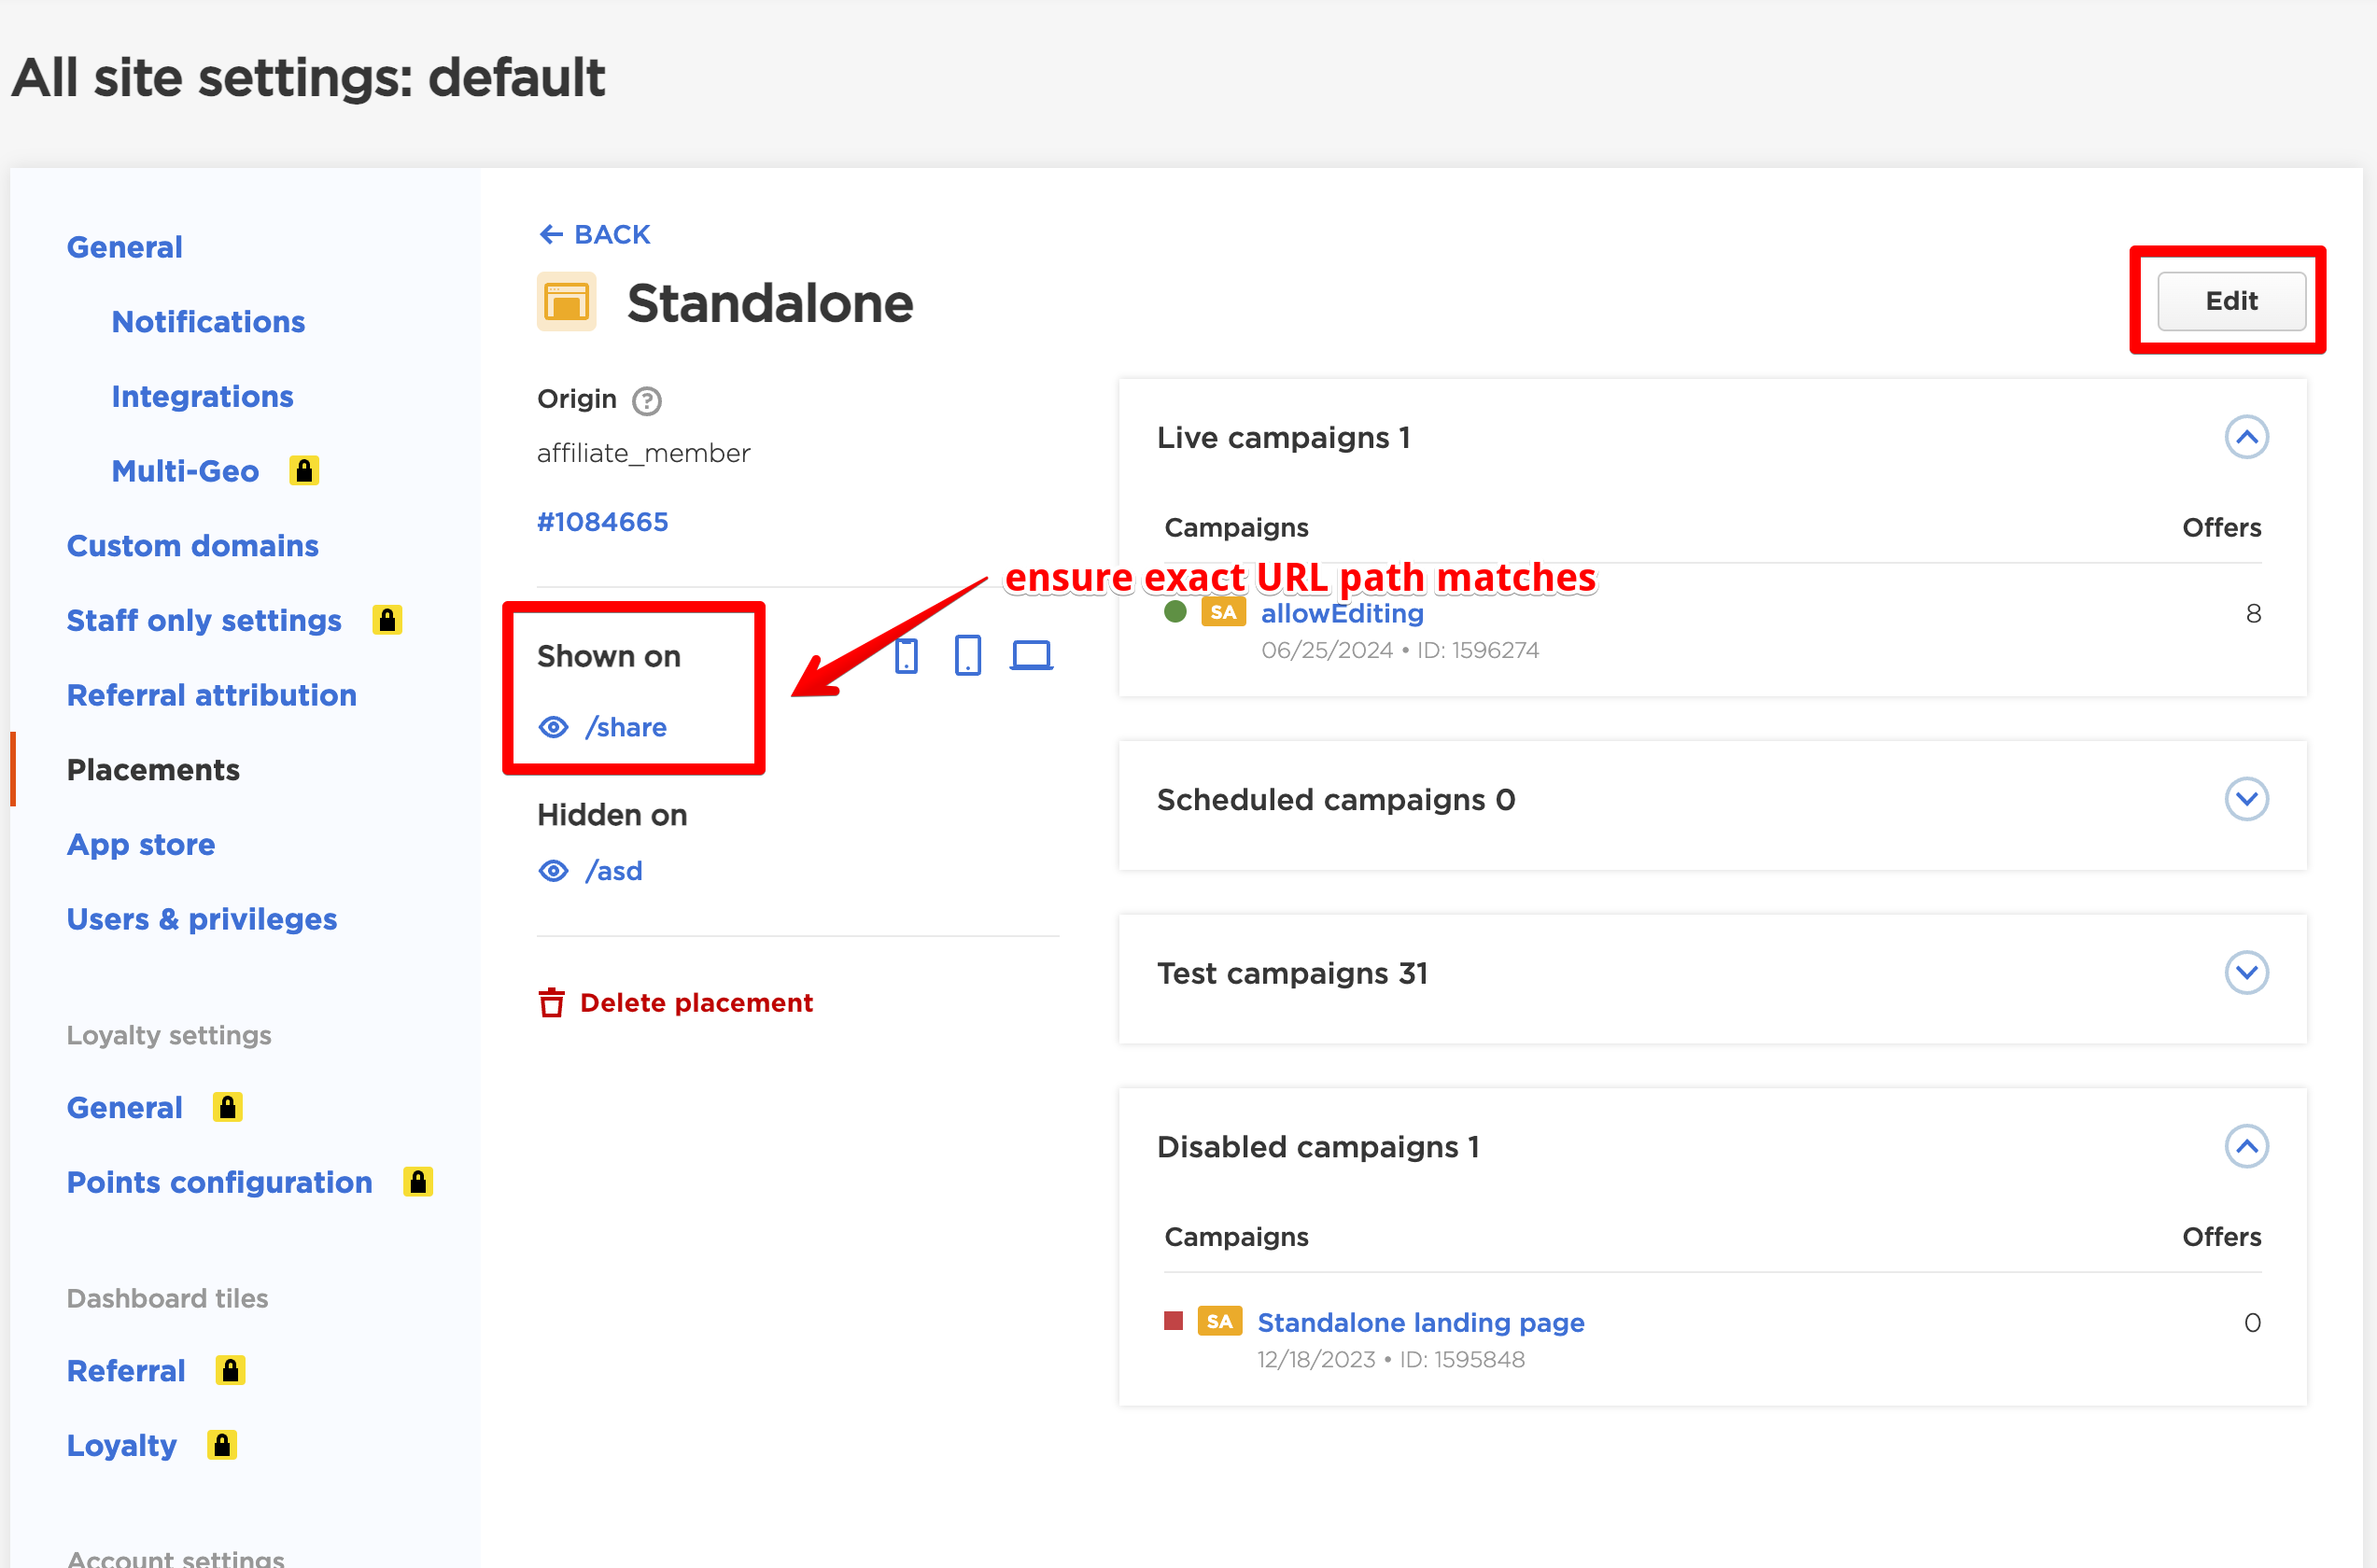 All site settings: default
General
Notifications
Integrations
Multi-Geo
Custom domains
Staff only settings
Referral attribution
Placements
App store
Users & privileges
Loyalty settings
General
Points configuration
Dashboard tiles
Referral
Loyalty
Account settings
BACK
Standalone
Edit
Origin ?
affiliate_member
#1084665
ensure exact URL path matches
Shown on
/share
Hidden on
/asd
Delete placement
Live campaigns 1
Campaigns Offers
SA allowEditing 8
06/25/2024 • ID: 1596274
Scheduled campaigns 0
Test campaigns 31
Disabled campaigns 1
Campaigns Offers
SA Standalone landing page 0
12/18/2023 • ID: 1595848